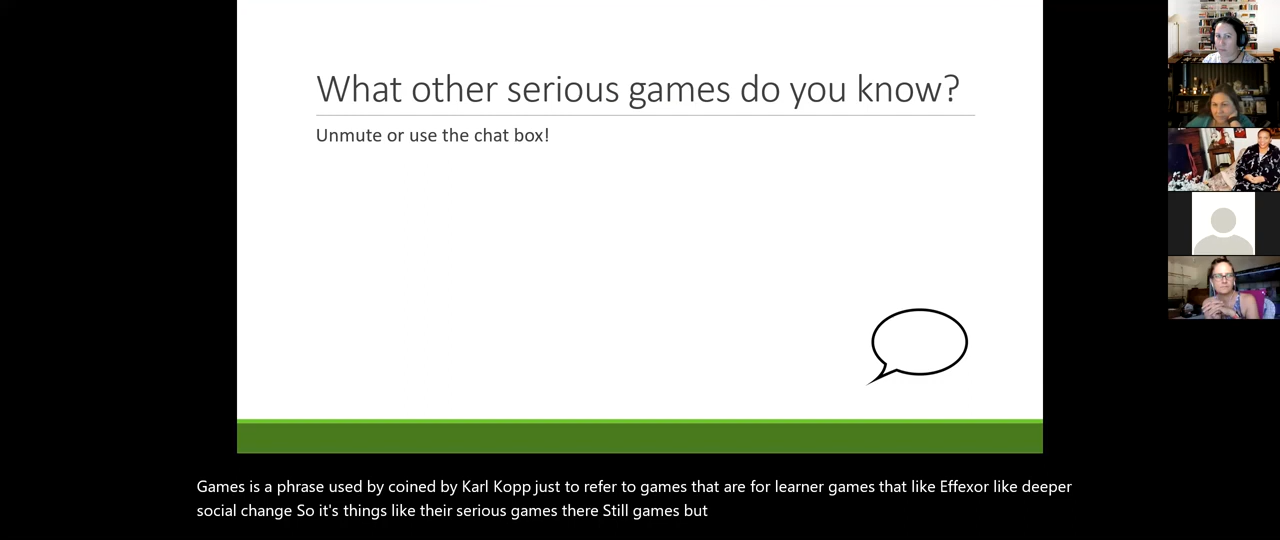 What other serious games do you know?
Unmute or use the chat box!
Games is a phrase used by coined by Karl Kopp just to refer to games that are for learner games that like Effexor like deeper
social change So it's things like their serious games there Still games but